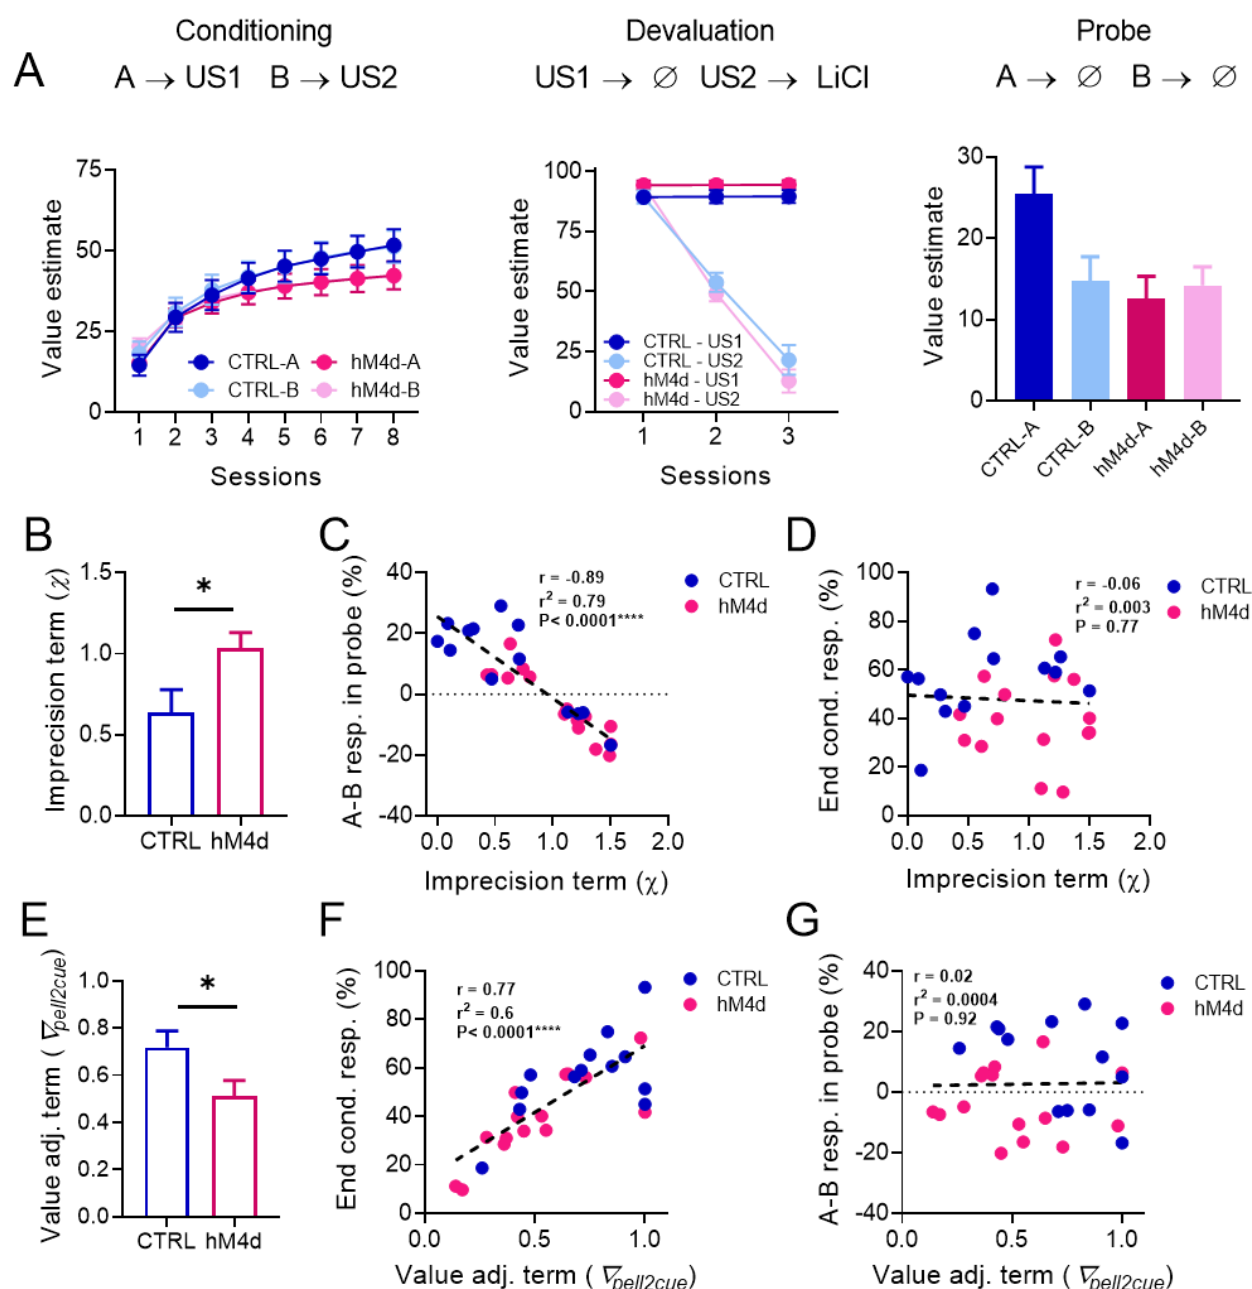 Conditioning
Devaluation
Probe
A
A → US1 B → US2
US1 → ∅ US2 → LiCl
A → ∅ B → ∅
Value estimate
75
50
25
0
CTRL-A
hM4d-A
CTRL-B
hM4d-B
1 2 3 4 5 6 7 8
Sessions
Value estimate
100
75
50
25
0
CTRL - US1
CTRL - US2
hM4d - US1
hM4d - US2
1 2 3
Sessions
Value estimate
30
20
10
0
CTRL-A
CTRL-B
hM4d-A
hM4d-B
B
Imprecision term (χ)
1.5
1.0
0.5
0.0
*
CTRL hM4d
C
A-B resp. in probe (%)
40
20
0
-20
-40
r = -0.89
r² = 0.79
P< 0.0001****
CTRL
hM4d
0.0 0.5 1.0 1.5 2.0
Imprecision term (χ)
D
End cond. resp. (%)
100
80
60
40
20
0
r = -0.06
r² = 0.003
P = 0.77
CTRL
hM4d
0.0 0.5 1.0 1.5 2.0
Imprecision term (χ)
E
Value adj. term ( ∇pell2cue)
1.0
0.8
0.6
0.4
0.2
0.0
*
CTRL hM4d
F
End cond. resp. (%)
100
80
60
40
20
0
r = 0.77
r² = 0.6
P< 0.0001****
CTRL
hM4d
0.0 0.5 1.0
Value adj. term ( ∇pell2cue)
G
A-B resp. in probe (%)
40
20
0
-20
-40
r = 0.02
r² = 0.0004
P = 0.92
CTRL
hM4d
0.0 0.5 1.0
Value adj. term ( ∇pell2cue)